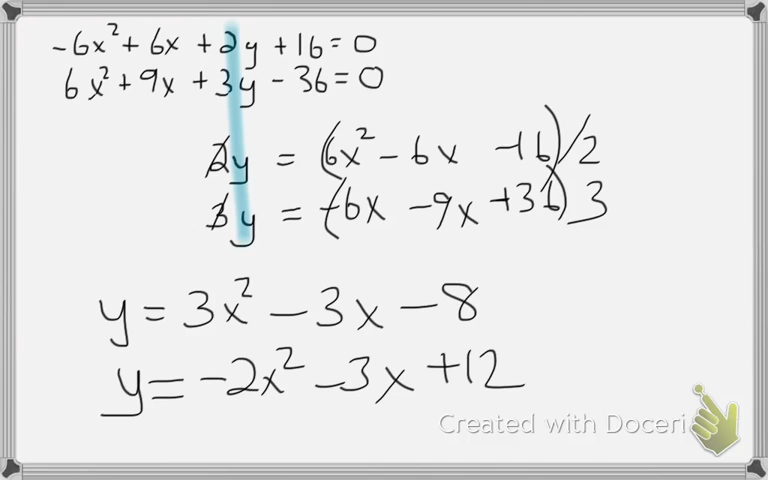 -6x² + 6x + 2y + 16 = 0
6x² + 9x + 3y - 36 = 0
2y = (6x² - 6x - 16)/2
3y = (-6x - 9x + 36) 3
y = 3x² - 3x - 8
y = -2x² - 3x + 12
Created with Doceri